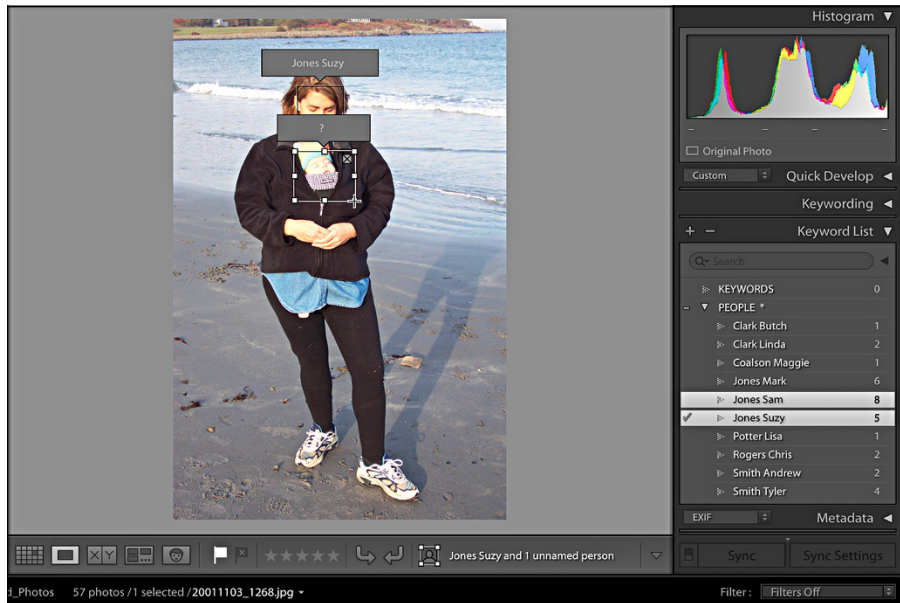 Histogram
Jones Suzy
?
Original Photo
Custom Quick Develop
Keywording
+ − Keyword List
Search
KEYWORDS 0
PEOPLE *
Clark Butch 1
Clark Linda 2
Coalson Maggie 1
Jones Mark 6
Jones Sam 8
Jones Suzy 5
Potter Lisa 1
Rogers Chris 2
Smith Andrew 2
Smith Tyler 4
EXIF Metadata
X Y Jones Suzy and 1 unnamed person Sync Sync Settings
d_Photos 57 photos /1 selected /20011103_1268.jpg Filter : Filters Off